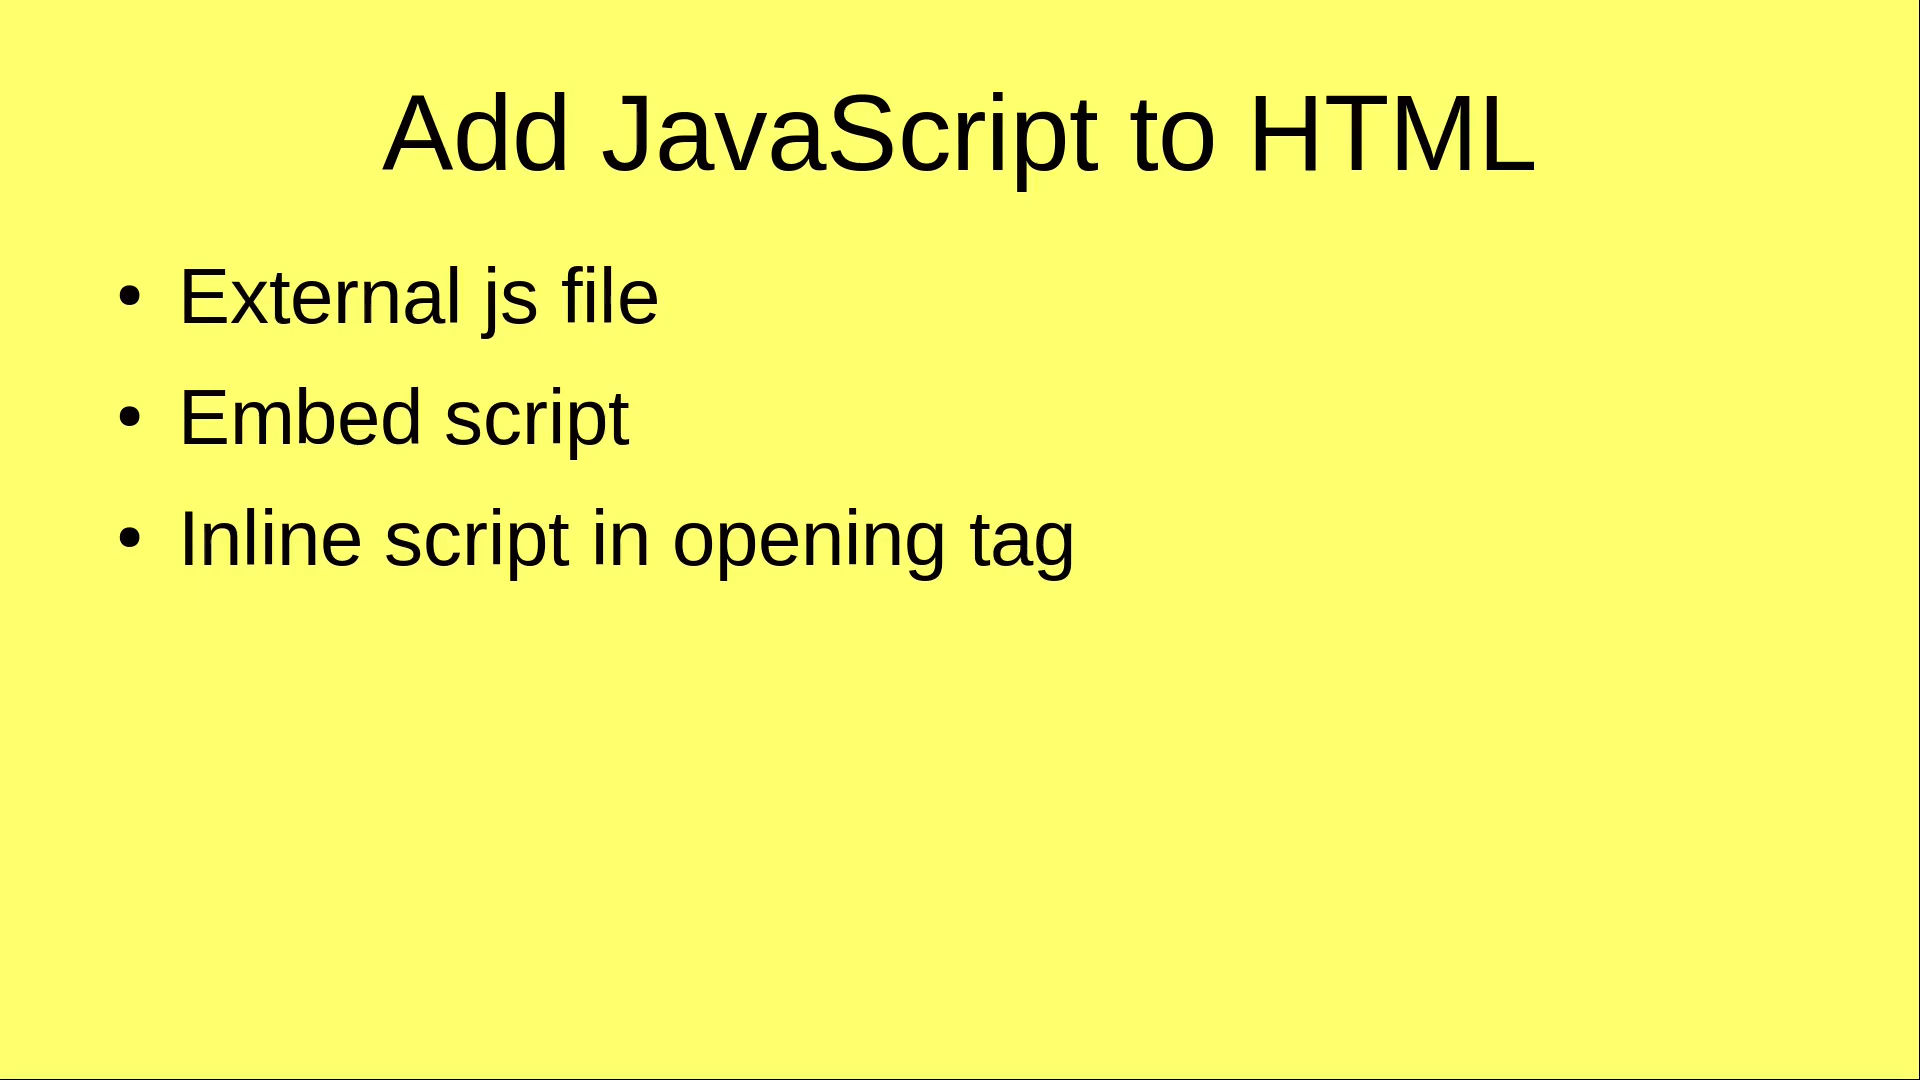 Add JavaScript to HTML
• External js file
• Embed script
• Inline script in opening tag